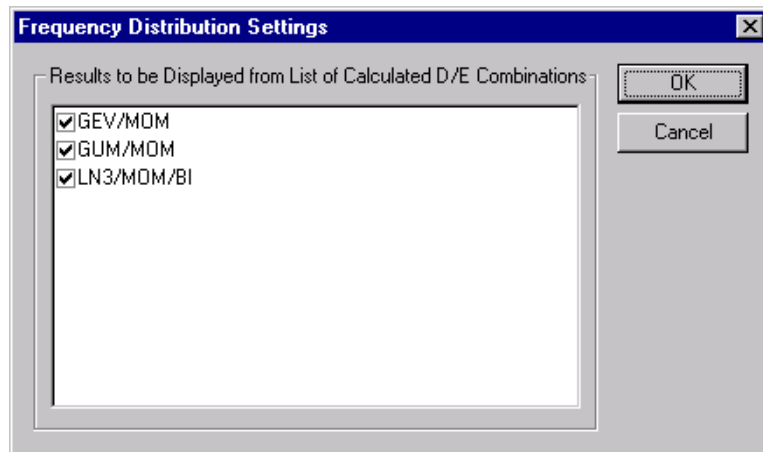 Frequency Distribution Settings
Results to be Displayed from List of Calculated D/E Combinations
OK
Cancel
GEV/MOM
GUM/MOM
LN3/MOM/BI